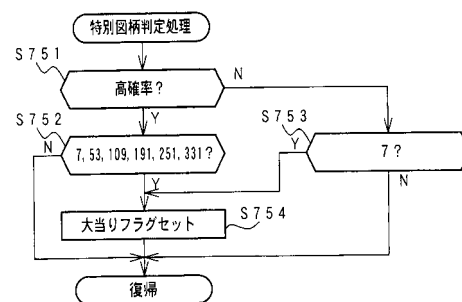 特別図柄判定処理
S751
高確率?
N
Y
S752
N
7, 53, 109, 191, 251, 331?
Y
S753
Y
7?
N
大当りフラグセット
S754
復帰